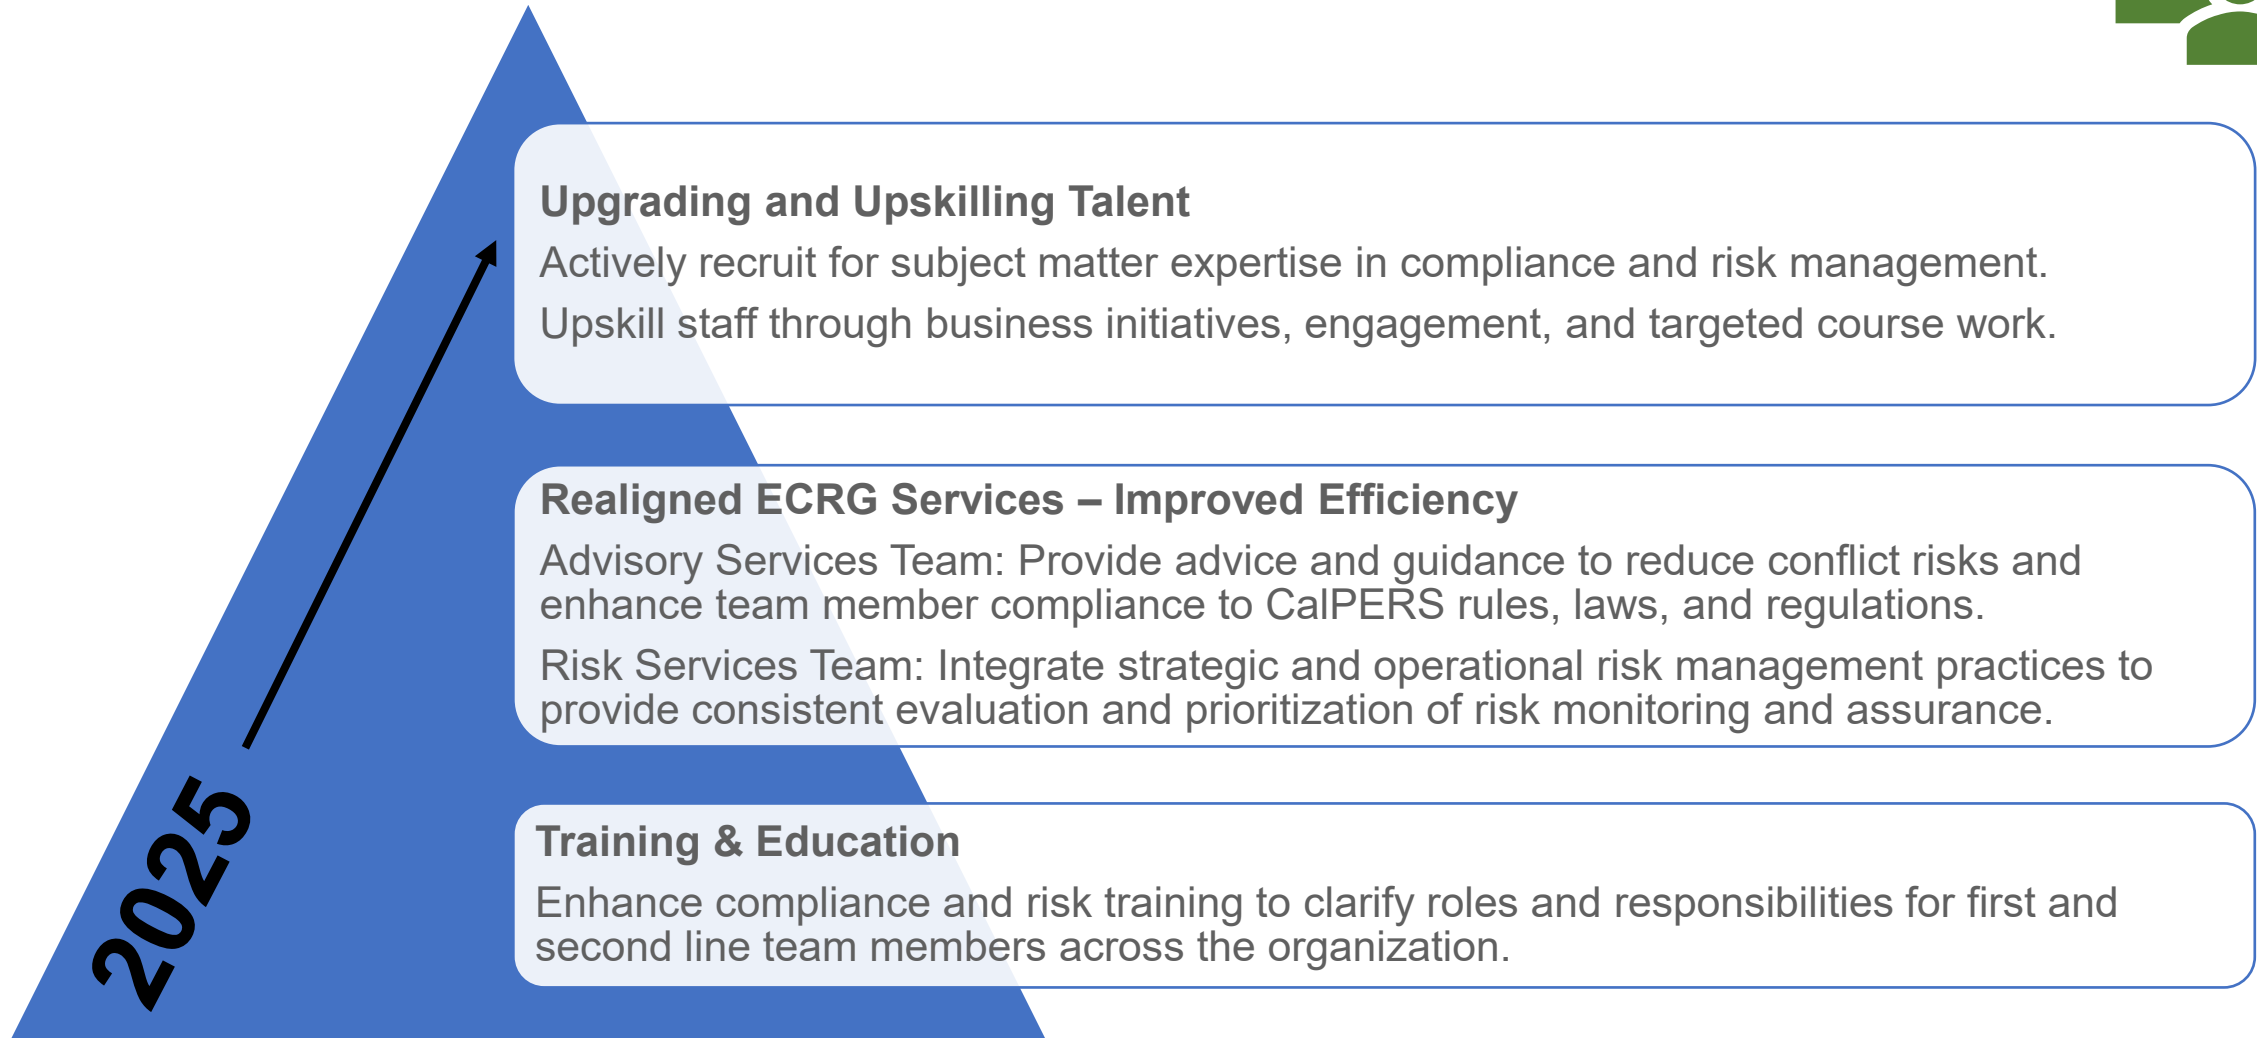 Upgrading and Upskilling Talent
Actively recruit for subject matter expertise in compliance and risk management.
Upskill staff through business initiatives, engagement, and targeted course work.
Realigned ECRG Services – Improved Efficiency
Advisory Services Team: Provide advice and guidance to reduce conflict risks and
enhance team member compliance to CalPERS rules, laws, and regulations.
Risk Services Team: Integrate strategic and operational risk management practices to
provide consistent evaluation and prioritization of risk monitoring and assurance.
2025
Training & Education
Enhance compliance and risk training to clarify roles and responsibilities for first and
second line team members across the organization.